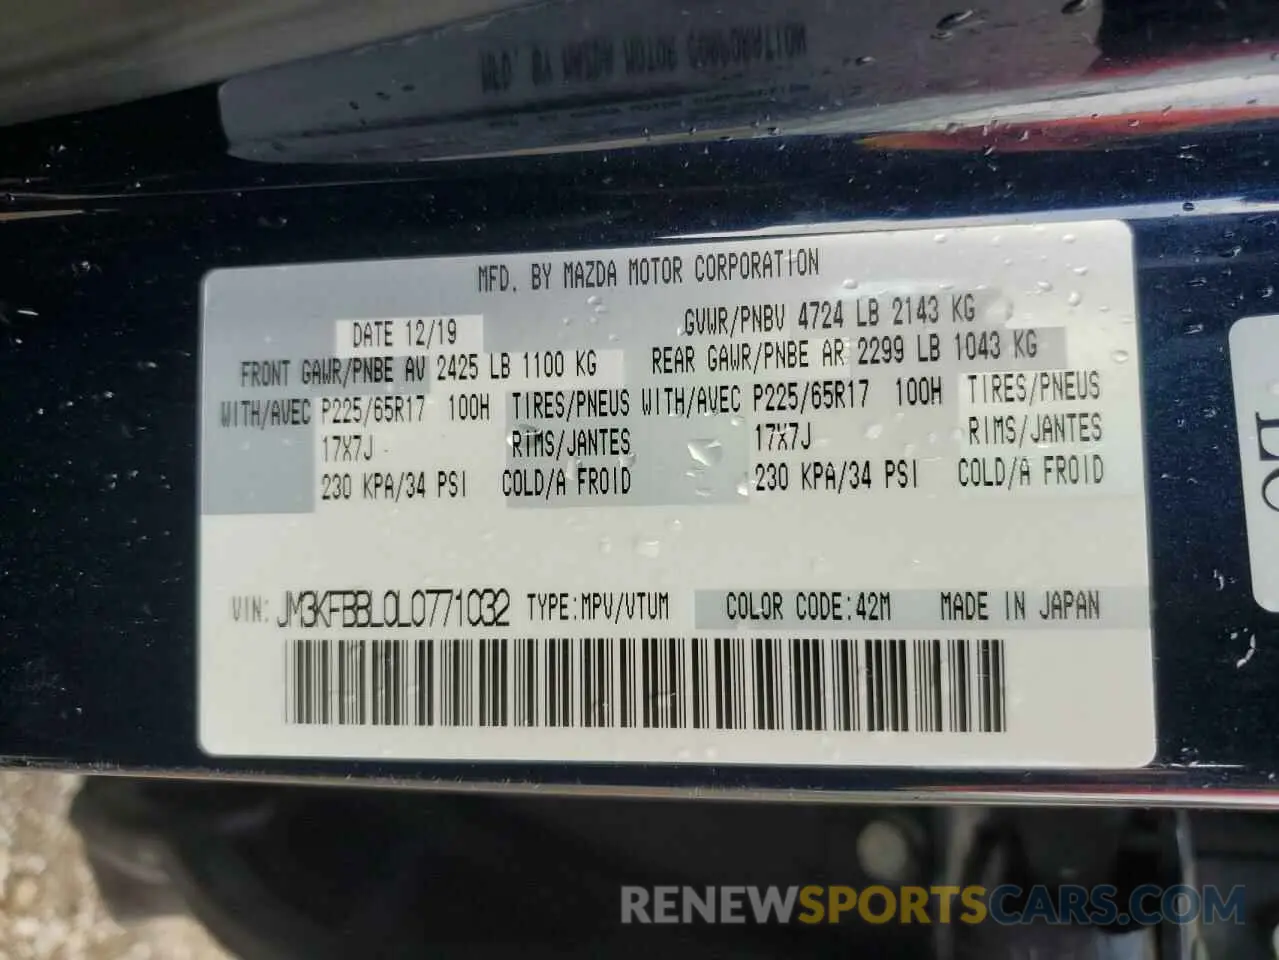 MFD. BY MAZDA MOTOR CORPORATION
DATE 12/19 GVWR/PNBV 4724 LB 2143 KG
FRONT GAWR/PNBE AV 2425 LB 1100 KG REAR GAWR/PNBE AR 2299 LB 1043 KG
WITH/AVEC P225/65R17 100H TIRES/PNEUS WITH/AVEC P225/65R17 100H TIRES/PNEUS
17X7J RIMS/JANTES 17X7J RIMS/JANTES
230 KPA/34 PSI COLD/A FROID 230 KPA/34 PSI COLD/A FROID
VIN: JM3KFBBL0L0771032 TYPE:MPV/VTUM COLOR CODE:42M MADE IN JAPAN
RENEWSPORTSCARS.COM